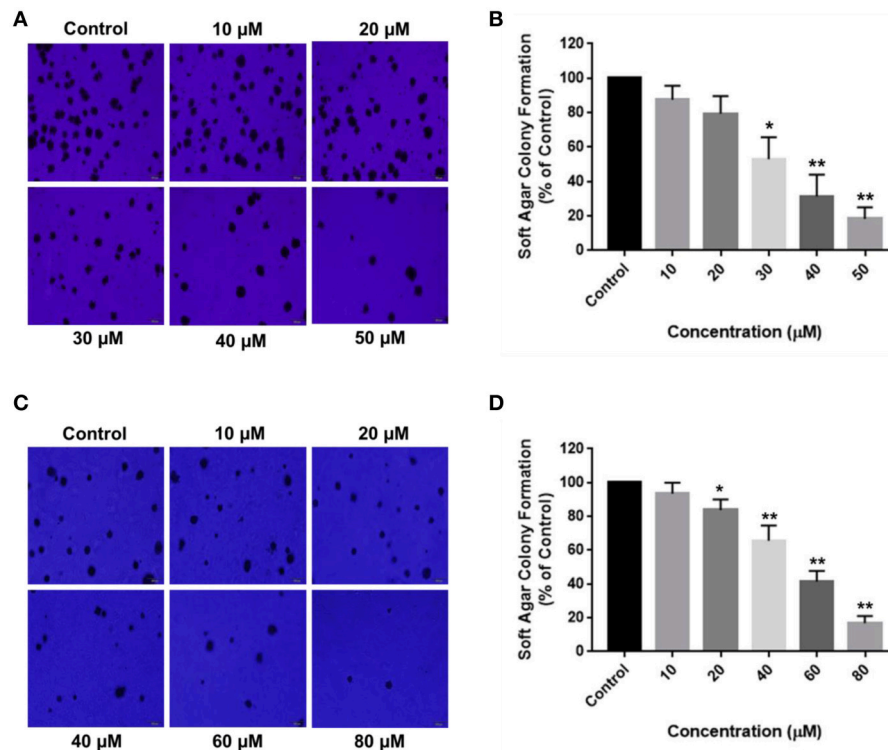 A
Control
10 μM
20 μM
30 μM
40 μM
50 μM
B
120
100
80
60
40
20
0
Soft Agar Colony Formation
(% of Control)
*
**
**
Control
10
20
30
40
50
Concentration (μM)
C
Control
10 μM
20 μM
40 μM
60 μM
80 μM
D
120
100
80
60
40
20
0
Soft Agar Colony Formation
(% of Control)
*
**
**
**
Control
10
20
40
60
80
Concentration (μM)